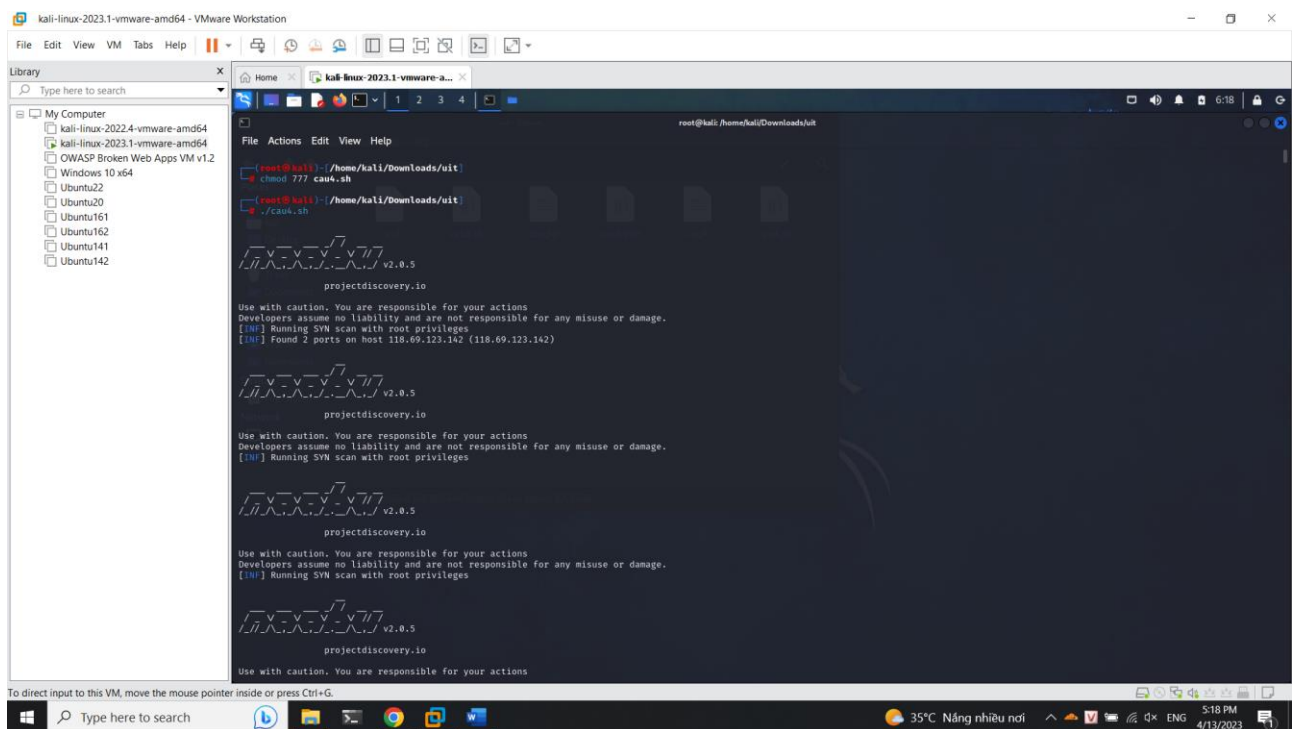 kali-linux-2023.1-vmware-amd64 - VMware Workstation
File Edit View VM Tabs Help
Library
Type here to search
My Computer
kali-linux-2022.4-vmware-amd64
kali-linux-2023.1-vmware-amd64
OWASP Broken Web Apps VM v1.2
Windows 10 x64
Ubuntu22
Ubuntu20
Ubuntu161
Ubuntu162
Ubuntu141
Ubuntu142
Home kali-linux-2023.1-vmware-a...
1 2 3 4 6:18
root@kali: /home/kali/Downloads/uit
File Actions Edit View Help
(root@kali)-[/home/kali/Downloads/uit]
# chmod 777 cau4.sh
(root@kali)-[/home/kali/Downloads/uit]
# ./cau4.sh
naabu v2.0.5
projectdiscovery.io
Use with caution. You are responsible for your actions
Developers assume no liability and are not responsible for any misuse or damage.
[INF] Running SYN scan with root privileges
[INF] Found 2 ports on host 118.69.123.142 (118.69.123.142)
naabu v2.0.5
projectdiscovery.io
Use with caution. You are responsible for your actions
Developers assume no liability and are not responsible for any misuse or damage.
[INF] Running SYN scan with root privileges
naabu v2.0.5
projectdiscovery.io
Use with caution. You are responsible for your actions
Developers assume no liability and are not responsible for any misuse or damage.
[INF] Running SYN scan with root privileges
naabu v2.0.5
projectdiscovery.io
Use with caution. You are responsible for your actions
To direct input to this VM, move the mouse pointer inside or press Ctrl+G.
Type here to search
35°C Nắng nhiều nơi
ENG
5:18 PM
4/13/2023